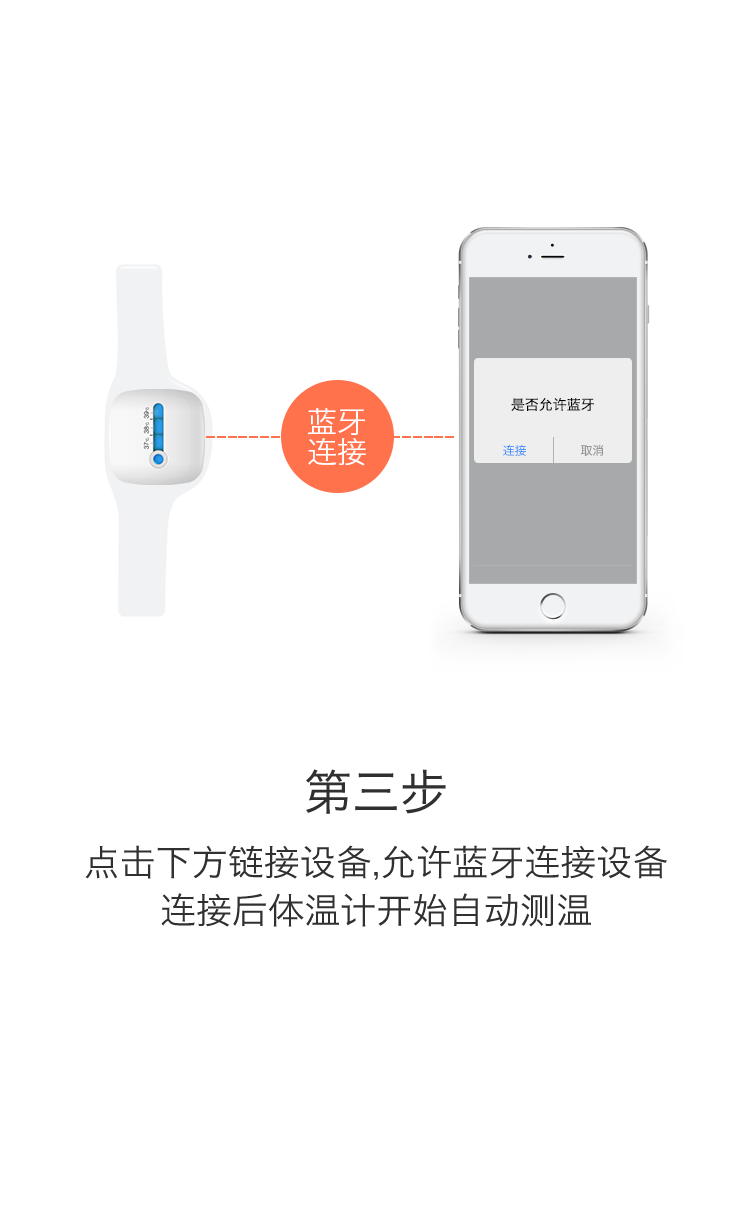 39℃
38℃
37℃
蓝牙
连接
是否允许蓝牙
连接
取消
第三步
点击下方链接设备,允许蓝牙连接设备
连接后体温计开始自动测温